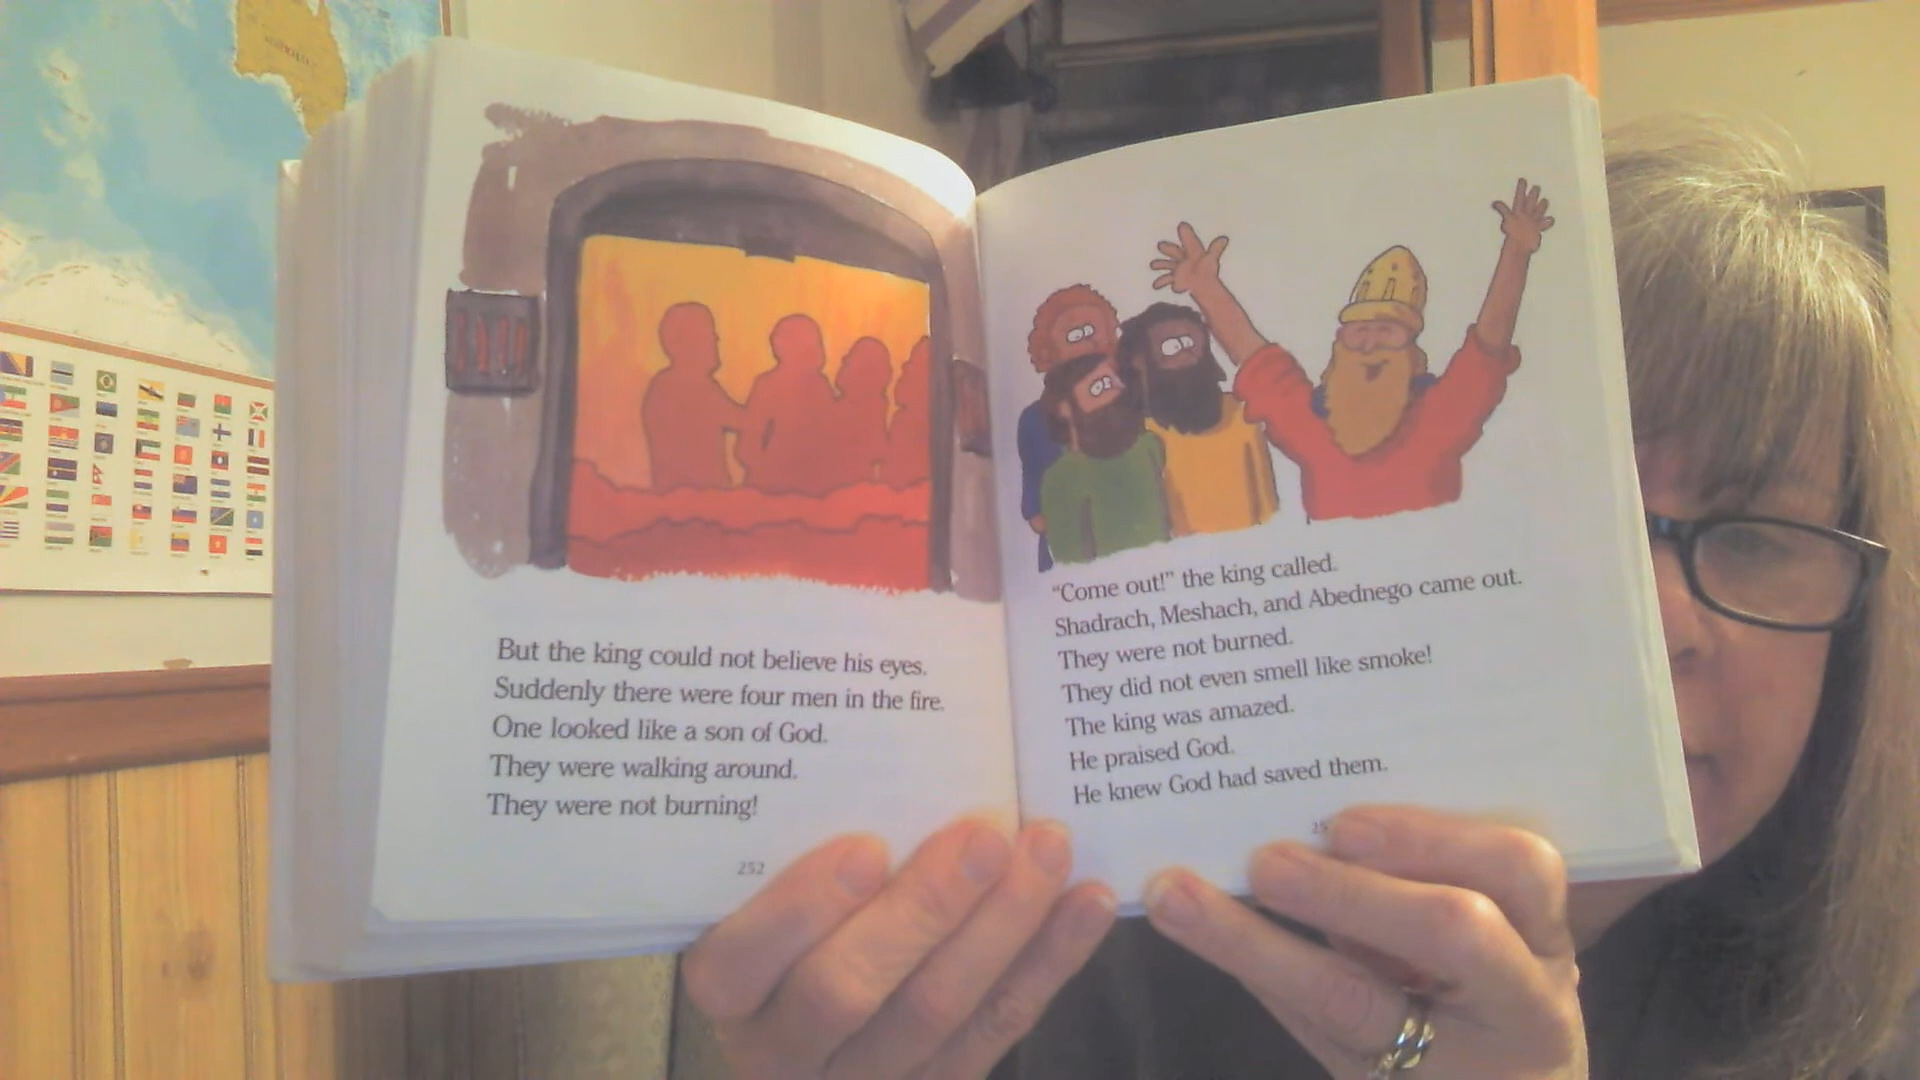 But the king could not believe his eyes.
Suddenly there were four men in the fire.
One looked like a son of God.
They were walking around.
They were not burning!
252
"Come out!" the king called.
Shadrach, Meshach, and Abednego came out.
They were not burned.
They did not even smell like smoke!
The king was amazed.
He praised God.
He knew God had saved them.